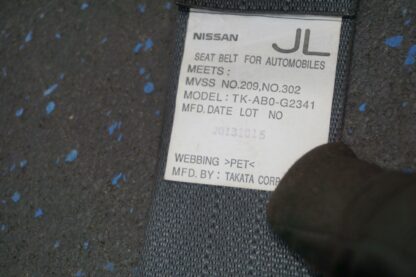 NISSAN JL
SEAT BELT FOR AUTOMOBILES
MEETS:
MVSS NO.209,NO.302
MODEL: TK-AB0-G2341
MFD.DATE LOT NO
WEBBING >PET<
MFD.BY: TAKATA CORP